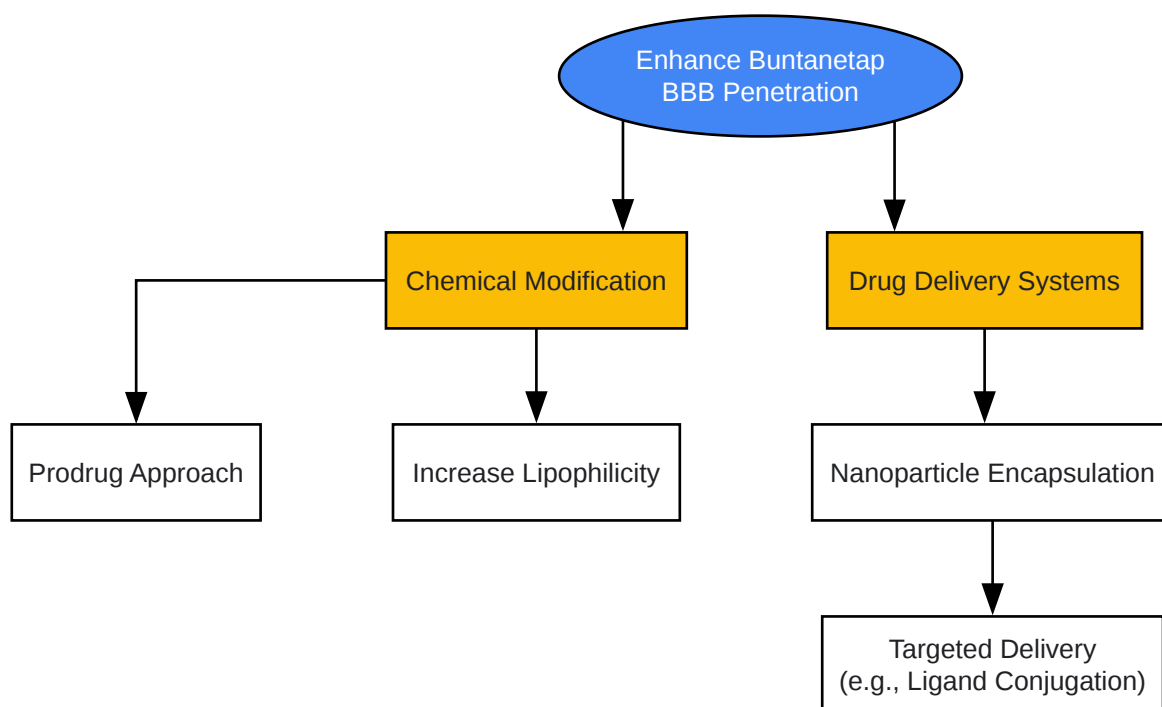 Enhance Buntanetap
BBB Penetration
Chemical Modification
Drug Delivery Systems
Prodrug Approach
Increase Lipophilicity
Nanoparticle Encapsulation
Targeted Delivery
(e.g., Ligand Conjugation)